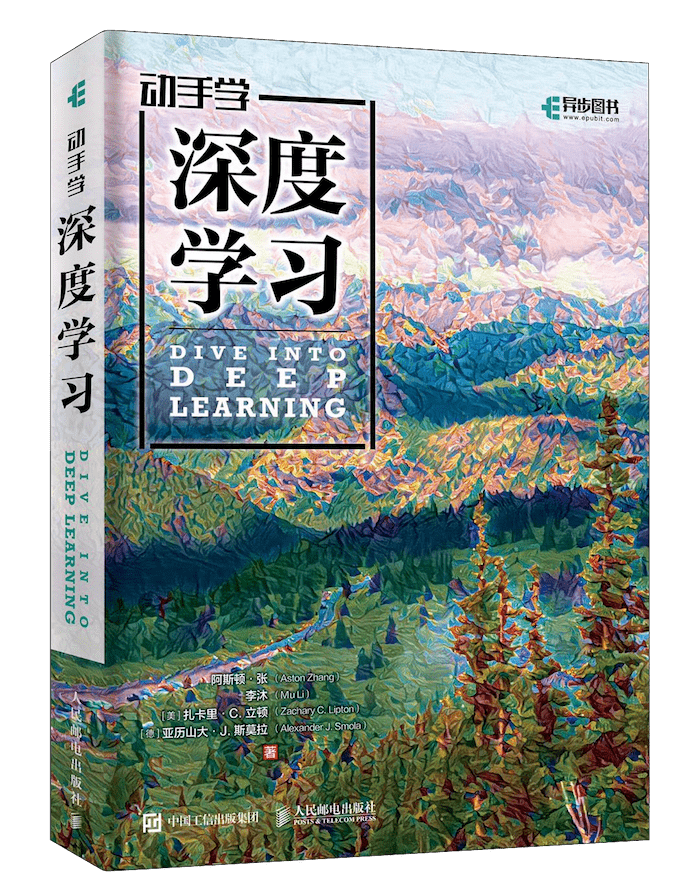 动手学
深度学习
DIVE INTO
DEEP LEARNING
人民邮电出版社
动手学
深度
学习
DIVE INTO
DEEP
LEARNING
异步图书
www.epubit.com
阿斯顿·张（Aston Zhang）
李沐（Mu Li）
［美］扎卡里·C. 立顿（Zachary C. Lipton）
［德］亚历山大·J. 斯莫拉（Alexander J. Smola）
著
中国工信出版集团
人民邮电出版社
POSTS & TELECOM PRESS